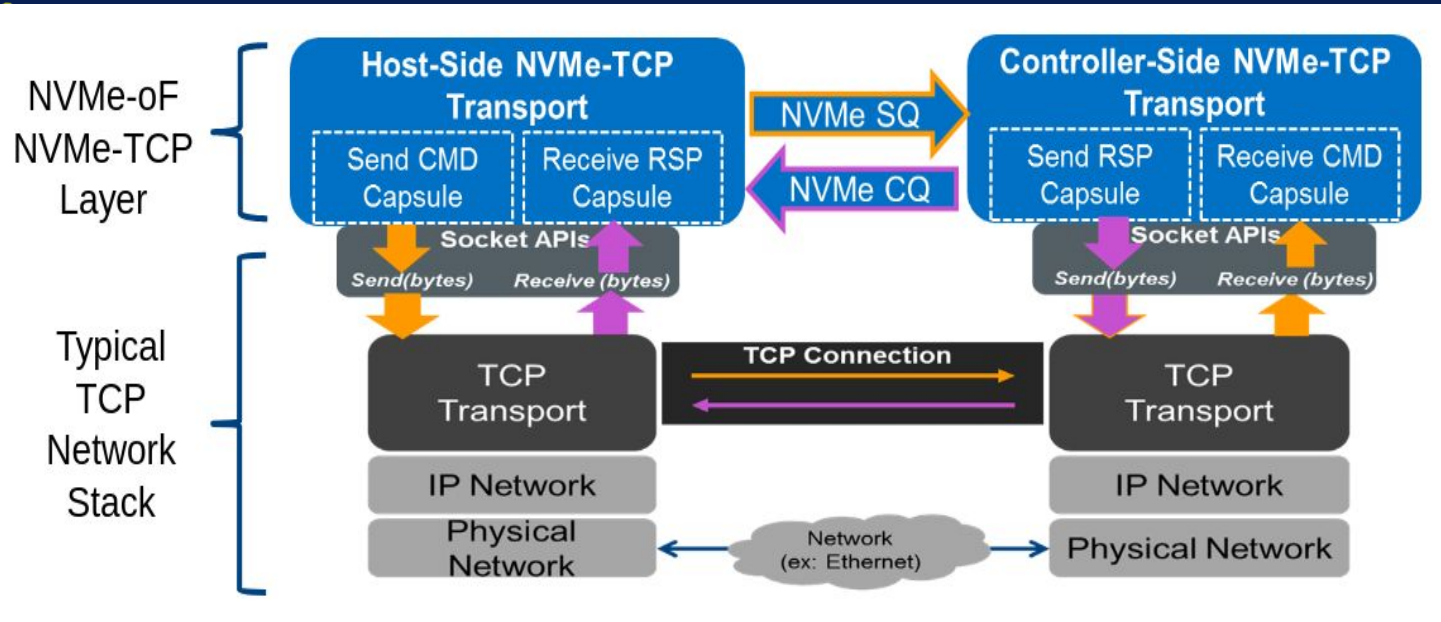 NVMe-oF
NVMe-TCP
Layer
Host-Side NVMe-TCP
Transport
Send CMD
Capsule
Receive RSP
Capsule
NVMe SQ
NVMe CQ
Controller-Side NVMe-TCP
Transport
Send RSP
Capsule
Receive CMD
Capsule
Socket APIs
Send(bytes)
Receive (bytes)
Socket APIs
Send(bytes)
Receive (bytes)
Typical
TCP
Network
Stack
TCP
Transport
TCP Connection
TCP
Transport
IP Network
IP Network
Physical
Network
Network
(ex: Ethernet)
Physical Network